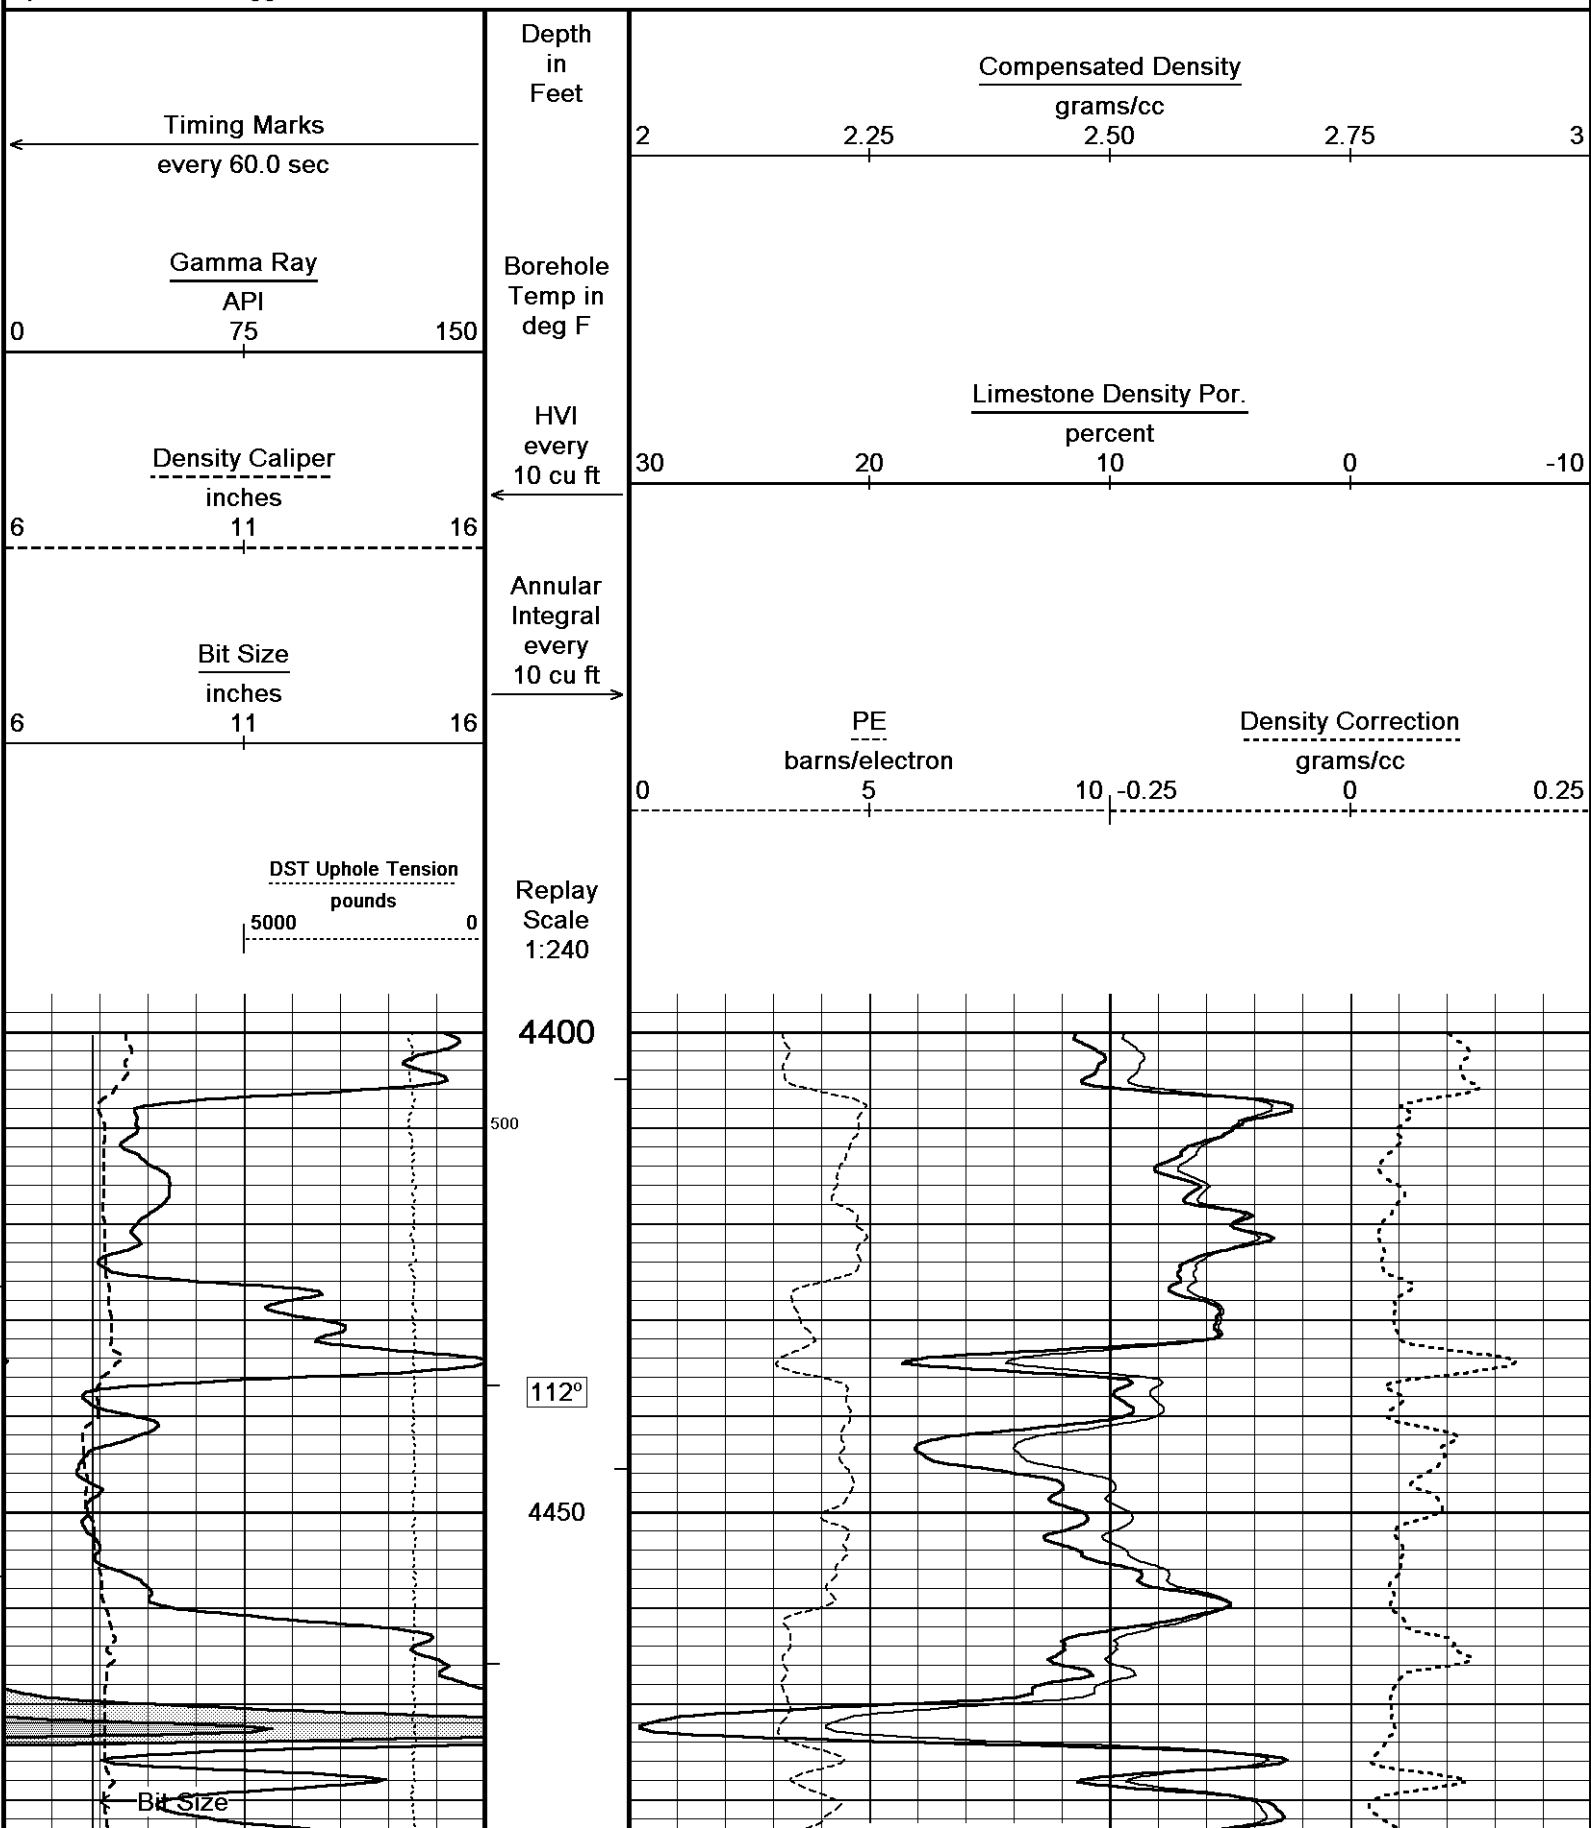 Timing Marks
every 60.0 sec
Gamma Ray
API
0 75 150
Density Caliper
inches
6 11 16
Bit Size
inches
6 11 16
DST Uphole Tension
pounds
5000 0
Depth
in
Feet
Borehole
Temp in
deg F
HVI
every
10 cu ft
Annular
Integral
every
10 cu ft
Replay
Scale
1:240
Compensated Density
grams/cc
2 2.25 2.50 2.75 3
Limestone Density Por.
percent
30 20 10 0 -10
PE
barns/electron
0 5 10
Density Correction
grams/cc
-0.25 0 0.25
4400
500
112º
4450
Bit Size